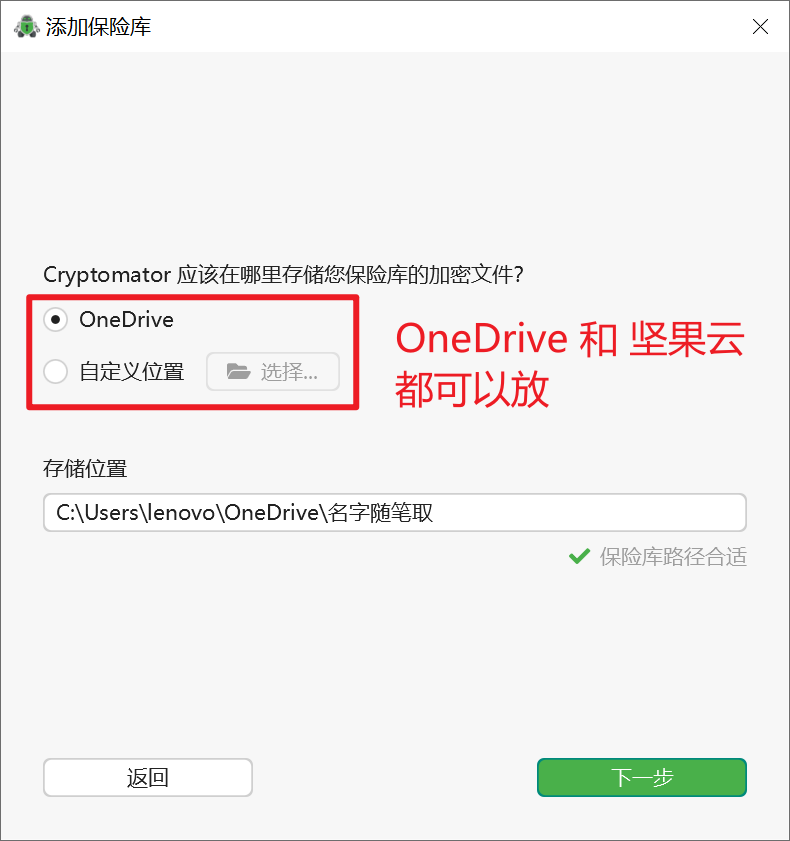 添加保险库
Cryptomator 应该在哪里存储您保险库的加密文件?
OneDrive
自定义位置 选择...
OneDrive 和 坚果云
都可以放
存储位置
C:\Users\lenovo\OneDrive\名字随笔取
保险库路径合适
返回 下一步